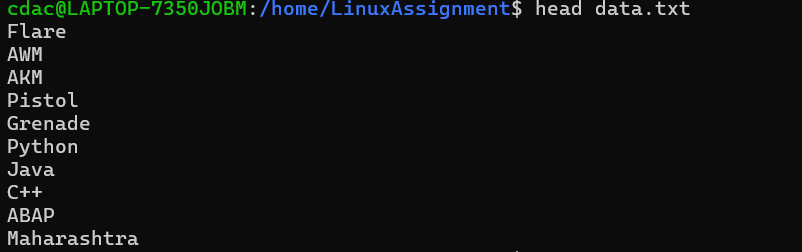 cdac@LAPTOP-7350JOBM:/home/LinuxAssignment$ head data.txt
Flare
AWM
AKM
Pistol
Grenade
Python
Java
C++
ABAP
Maharashtra